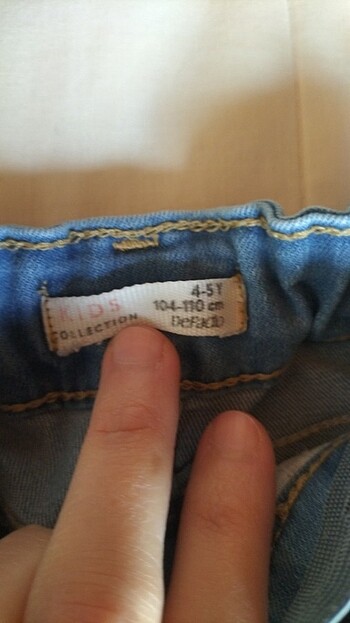 KIDS
COLLECTION
4-5Y
104-110 cm
DeFacto